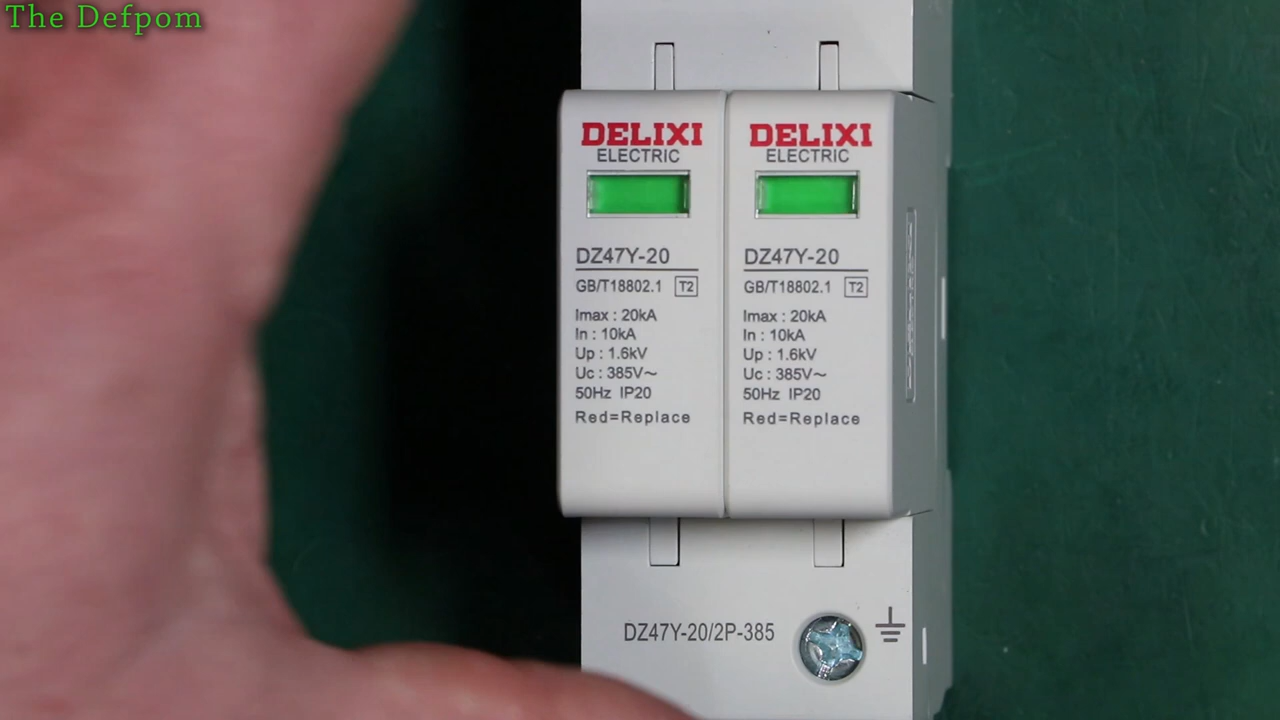 The Defpom
DELIXI
ELECTRIC
DZ47Y-20
GB/T18802.1 T2
Imax : 20kA
In : 10kA
Up : 1.6kV
Uc : 385V～
50Hz IP20
Red=Replace
DELIXI
ELECTRIC
DZ47Y-20
GB/T18802.1 T2
Imax : 20kA
In : 10kA
Up : 1.6kV
Uc : 385V～
50Hz IP20
Red=Replace
DZ47Y-20/2P-385